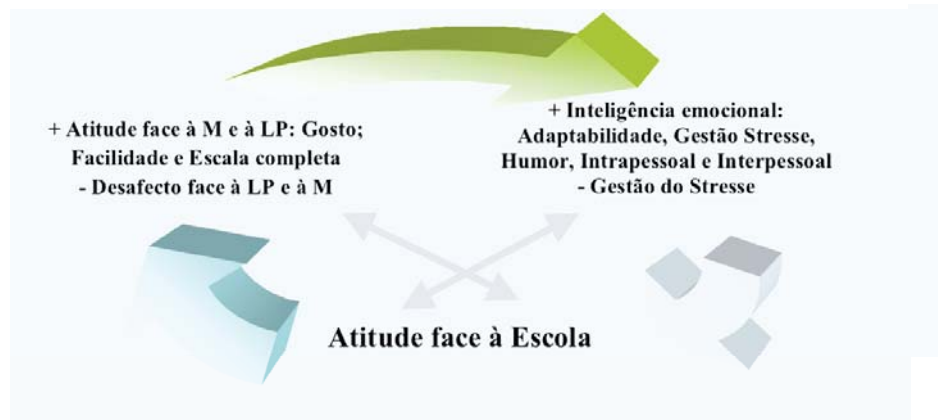 + Atitude face à M e à LP: Gosto;
Facilidade e Escala completa
- Desafecto face à LP e à M
+ Inteligência emocional:
Adaptabilidade, Gestão Stresse,
Humor, Intrapessoal e Interpessoal
- Gestão do Stresse
Atitude face à Escola